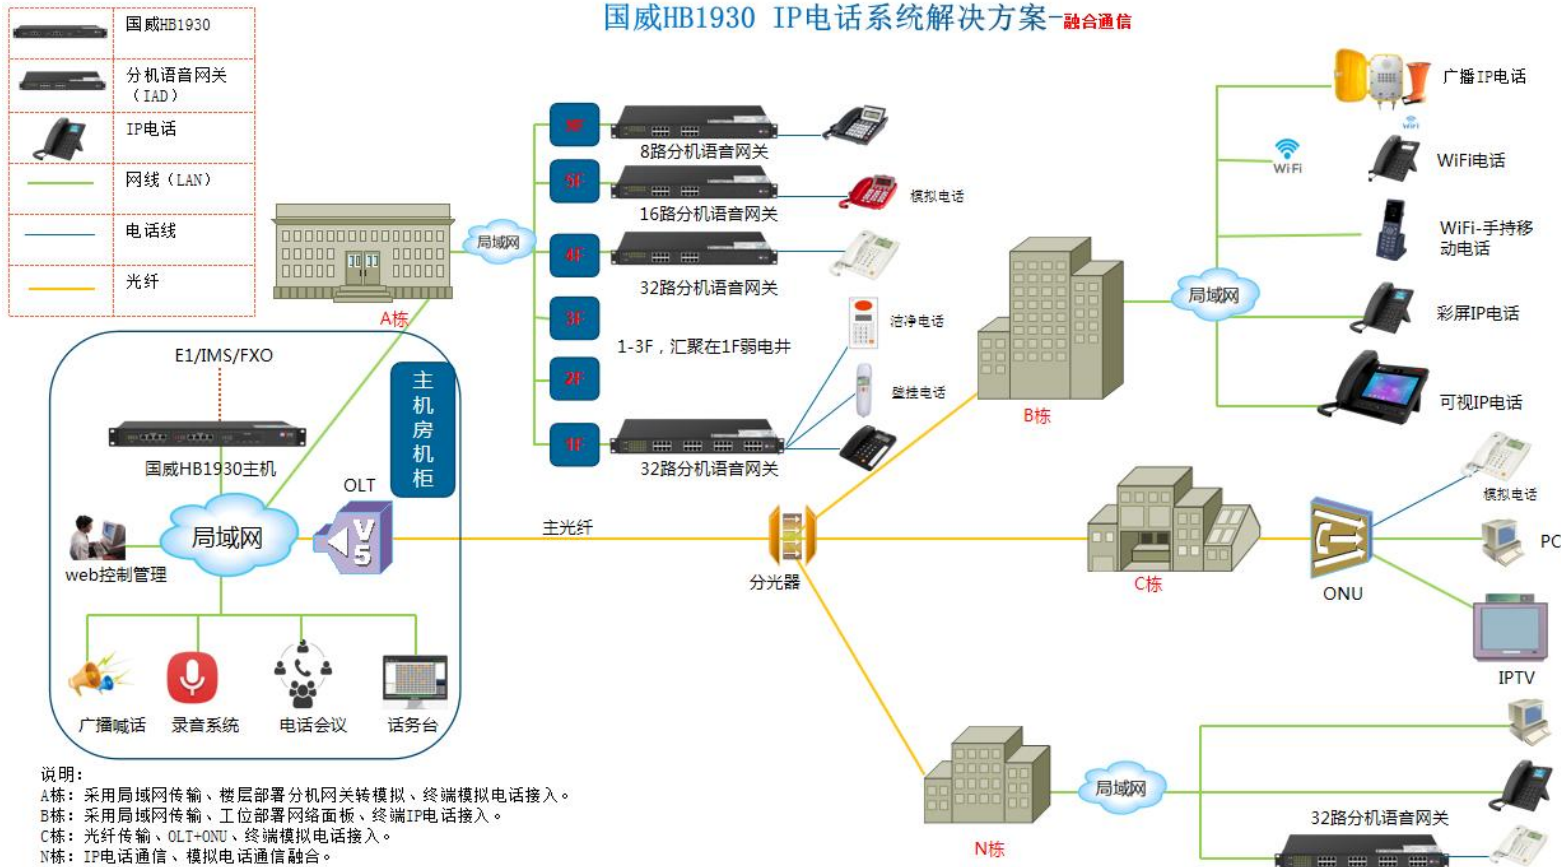 国威HB1930 IP电话系统解决方案-融合通信
国威HB1930
分机语音网关
（IAD）
IP电话
网线（LAN）
电话线
光纤
A栋
局域网
5F
4F
3F
2F
1F
8路分机语音网关
16路分机语音网关
模拟电话
32路分机语音网关
1-3F，汇聚在1F弱电井
洁净电话
壁挂电话
32路分机语音网关
E1/IMS/FXO
主机房机柜
国威HB1930主机
局域网
OLT
V5
web控制管理
广播喊话
录音系统
电话会议
话务台
主光纤
分光器
B栋
局域网
广播IP电话
WiFi
WiFi
WiFi电话
WiFi-手持移
动电话
彩屏IP电话
可视IP电话
C栋
ONU
模拟电话
PC
IPTV
N栋
局域网
32路分机语音网关
说明：
A栋：采用局域网传输、楼层部署分机网关转模拟、终端模拟电话接入。
B栋：采用局域网传输、工位部署网络面板、终端IP电话接入。
C栋：光纤传输、OLT+ONU、终端模拟电话接入。
N栋：IP电话通信、模拟电话通信融合。